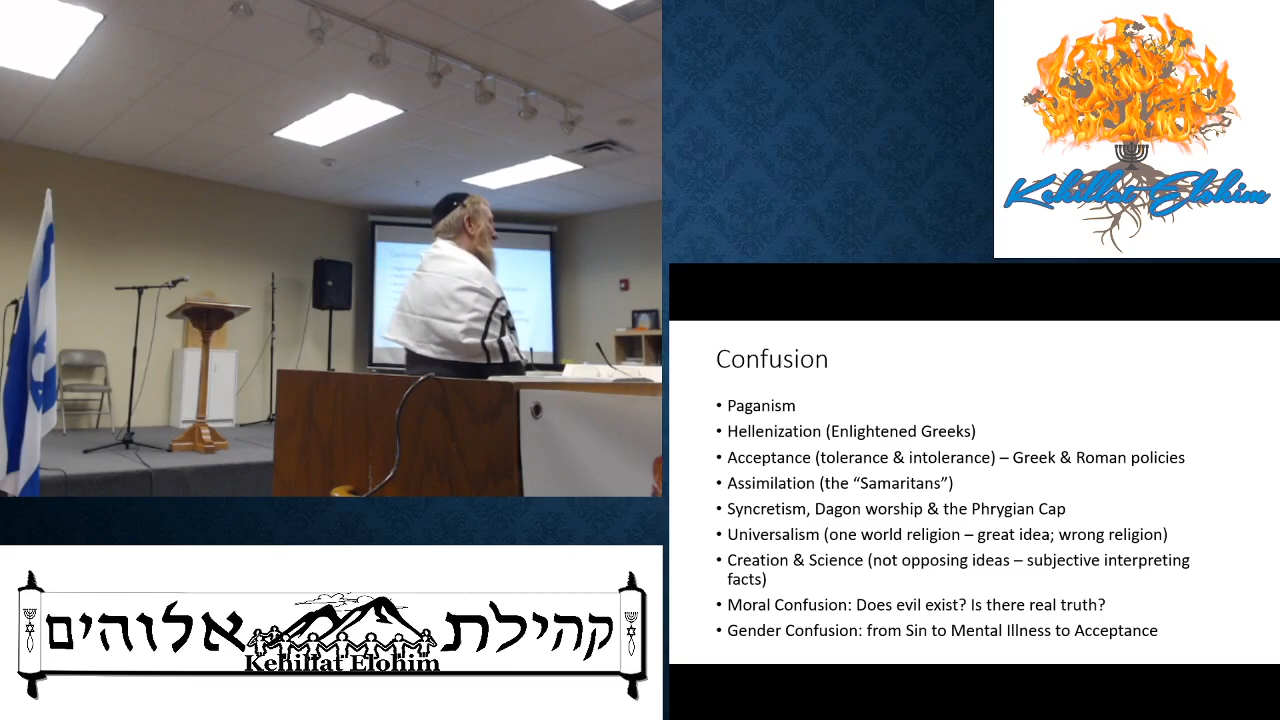 Kehillat Elohim
Confusion
• Paganism
• Hellenization (Enlightened Greeks)
• Acceptance (tolerance & intolerance) – Greek & Roman policies
• Assimilation (the “Samaritans”)
• Syncretism, Dagon worship & the Phrygian Cap
• Universalism (one world religion – great idea; wrong religion)
• Creation & Science (not opposing ideas – subjective interpreting
facts)
• Moral Confusion: Does evil exist? Is there real truth?
• Gender Confusion: from Sin to Mental Illness to Acceptance
קהילת אלוהים
Kehillat Elohim